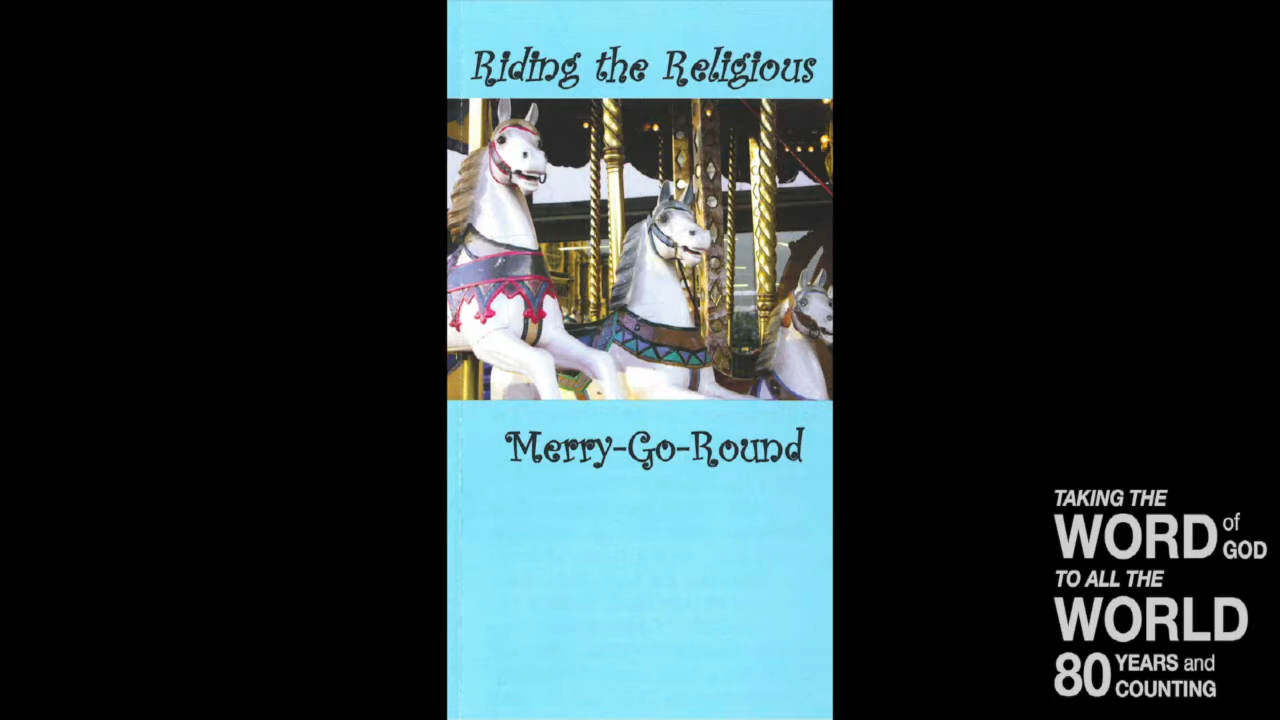 Riding the Religious
Merry-Go-Round
TAKING THE
WORD of GOD
TO ALL THE
WORLD
80 YEARS and
COUNTING